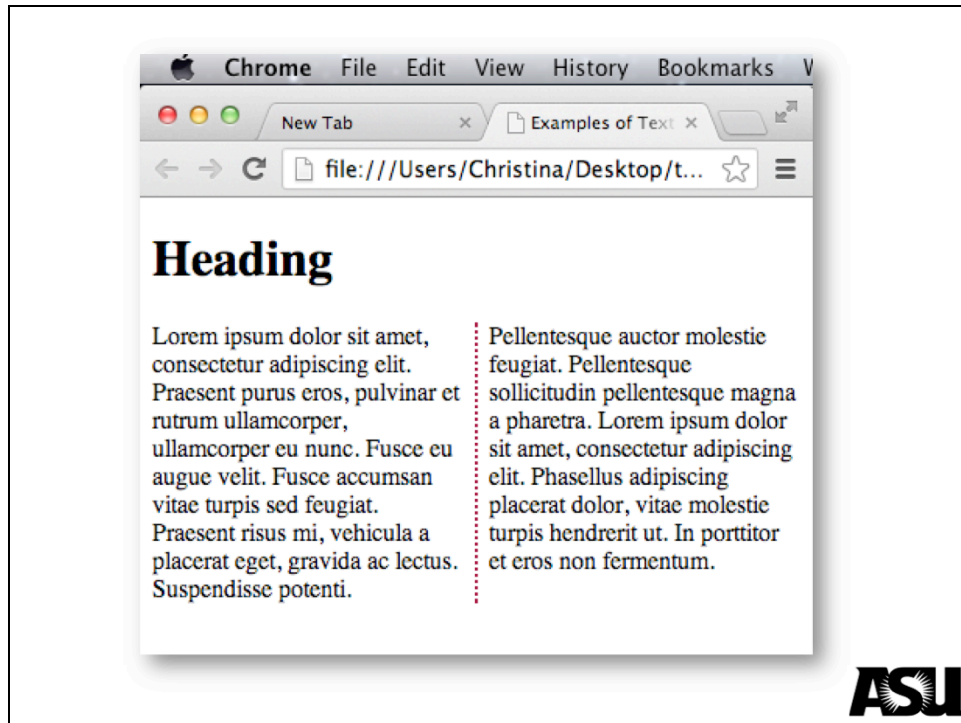 Chrome File Edit View History Bookmarks
New Tab
Examples of Text
file:///Users/Christina/Desktop/t...
Heading
Lorem ipsum dolor sit amet,
consectetur adipiscing elit.
Praesent purus eros, pulvinar et
rutrum ullamcorper,
ullamcorper eu nunc. Fusce eu
augue velit. Fusce accumsan
vitae turpis sed feugiat.
Praesent risus mi, vehicula a
placerat eget, gravida ac lectus.
Suspendisse potenti.
Pellentesque auctor molestie
feugiat. Pellentesque
sollicitudin pellentesque magna
a pharetra. Lorem ipsum dolor
sit amet, consectetur adipiscing
elit. Phasellus adipiscing
placerat dolor, vitae molestie
turpis hendrerit ut. In porttitor
et eros non fermentum.
ASU